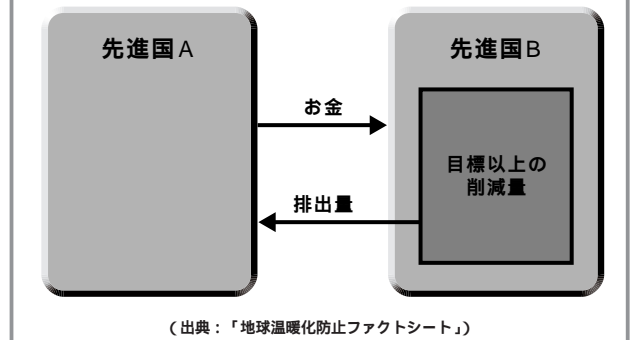 先進国A
先進国B
お金
目標以上の
削減量
排出量
(出典:「地球温暖化防止ファクトシート」)